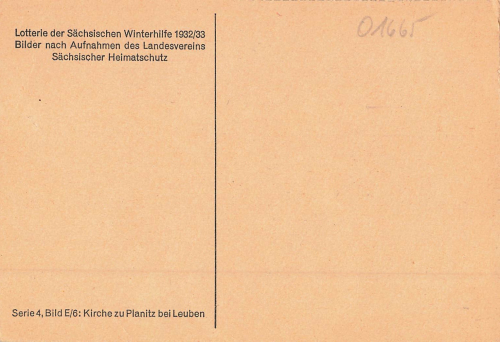 Lotterie der Sächsischen Winterhilfe 1932/33
Bilder nach Aufnahmen des Landesvereins
Sächsischer Heimatschutz
01665
Serie 4, Bild E/6: Kirche zu Planitz bei Leuben